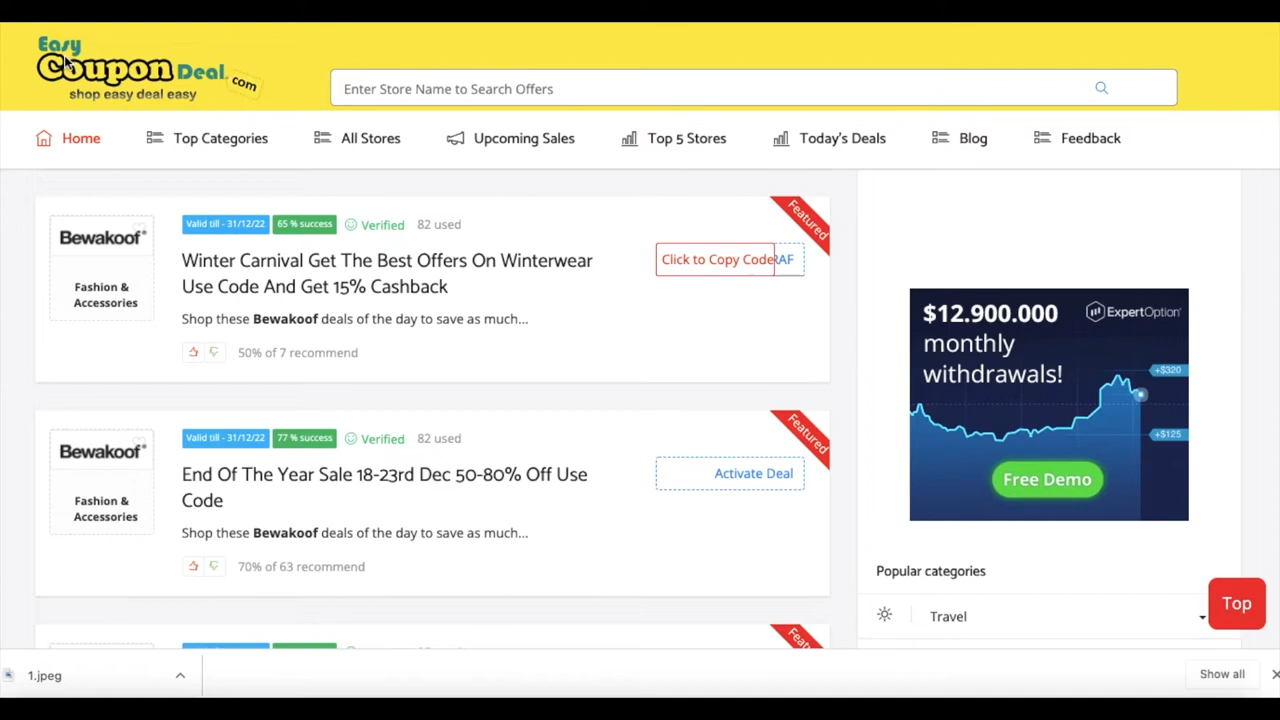 Easy
Coupon Deal.com
shop easy deal easy
Enter Store Name to Search Offers
Home
Top Categories
All Stores
Upcoming Sales
Top 5 Stores
Today's Deals
Blog
Feedback
Bewakoof®
Fashion &
Accessories
Valid till - 31/12/22
65 % success
Verified
82 used
Featured
Winter Carnival Get The Best Offers On Winterwear
Use Code And Get 15% Cashback
Click to Copy Code
RAF
Shop these Bewakoof deals of the day to save as much...
50% of 7 recommend
Bewakoof®
Fashion &
Accessories
Valid till - 31/12/22
77 % success
Verified
82 used
Featured
End Of The Year Sale 18-23rd Dec 50-80% Off Use
Code
Activate Deal
Shop these Bewakoof deals of the day to save as much...
70% of 63 recommend
$12.900.000
monthly
withdrawals!
ExpertOption
+$320
+$125
Free Demo
Popular categories
Travel
Top
1.jpeg
Show all